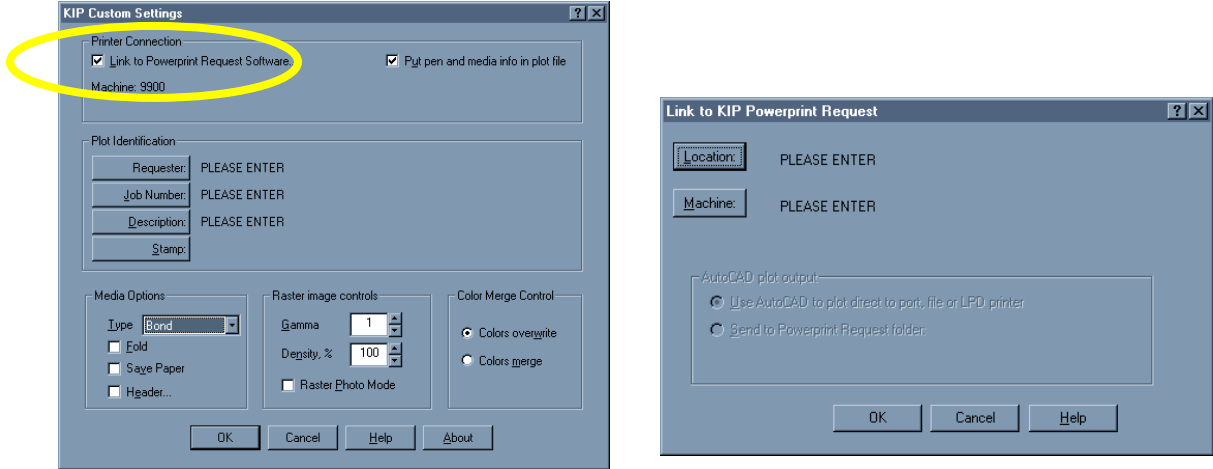 KIP Custom Settings
Printer Connection
Link to Powerprint Request Software.
Put pen and media info in plot file
Machine: 9900
Plot Identification
Requester: PLEASE ENTER
Job Number: PLEASE ENTER
Description: PLEASE ENTER
Stamp:
Media Options
Type Bond
Fold
Save Paper
Header...
Raster image controls
Gamma 1
Density, % 100
Raster Photo Mode
Color Merge Control
Colors overwrite
Colors merge
OK Cancel Help About
Link to KIP Powerprint Request
Location: PLEASE ENTER
Machine: PLEASE ENTER
AutoCAD plot output
Use AutoCAD to plot direct to port, file or LPD printer
Send to Powerprint Request folder:
OK Cancel Help